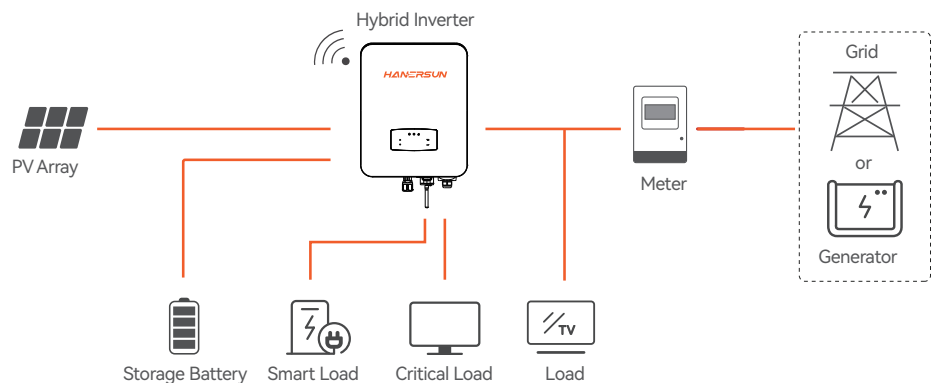 Hybrid Inverter
HANERSUN
Grid
PV Array
Meter
or
Generator
TV
Storage Battery
Smart Load
Critical Load
Load